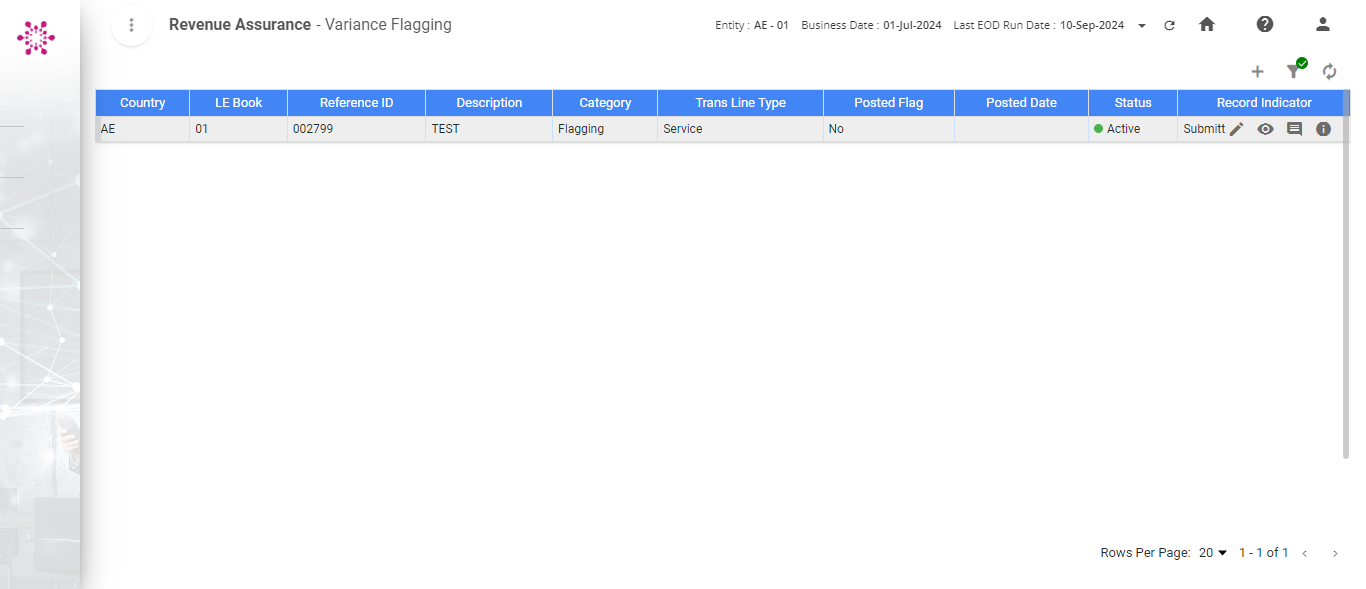 Revenue Assurance - Variance Flagging
Entity : AE - 01 Business Date : 01-Jul-2024 Last EOD Run Date : 10-Sep-2024
Country LE Book Reference ID Description Category Trans Line Type Posted Flag Posted Date Status Record Indicator
AE 01 002799 TEST Flagging Service No Active Submitt
Rows Per Page: 20 1 - 1 of 1